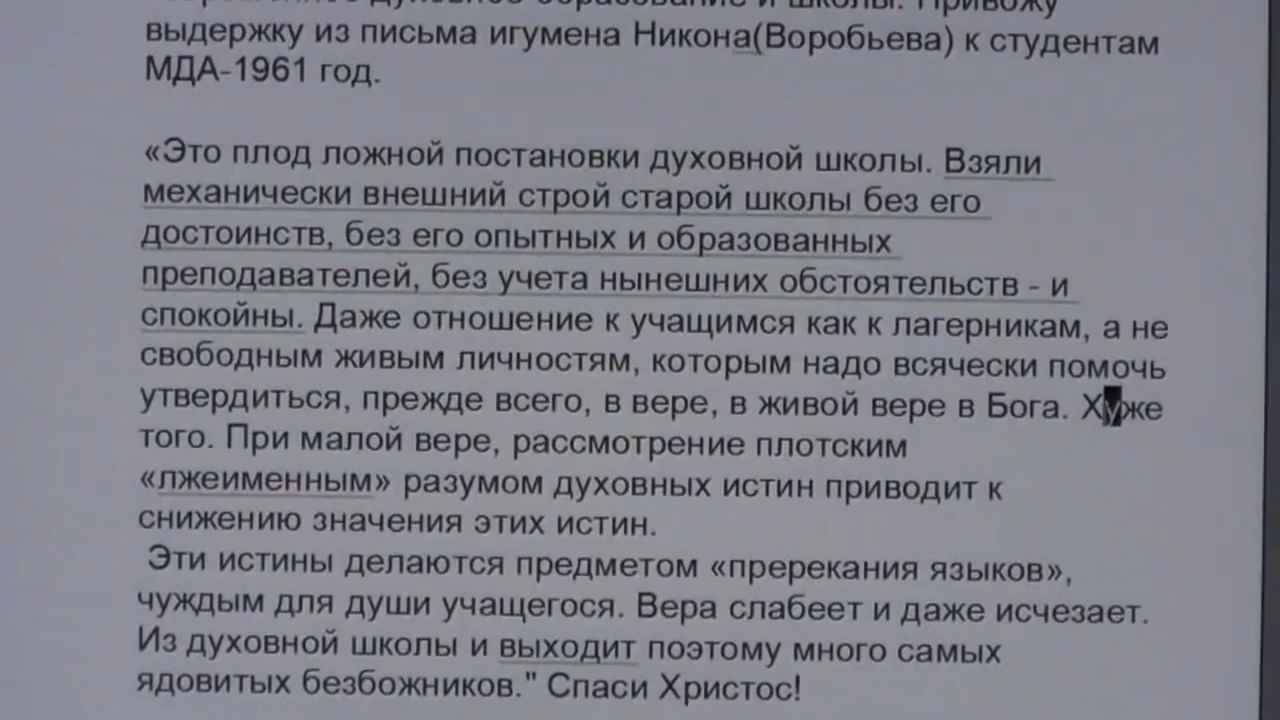 духовное образование и школы. Привожу
выдержку из письма игумена Никона(Воробьева) к студентам
МДА-1961 год.
«Это плод ложной постановки духовной школы. Взяли
механически внешний строй старой школы без его
достоинств, без его опытных и образованных
преподавателей, без учета нынешних обстоятельств - и
спокойны. Даже отношение к учащимся как к лагерникам, а не
свободным живым личностям, которым надо всячески помочь
утвердиться, прежде всего, в вере, в живой вере в Бога. Хуже
того. При малой вере, рассмотрение плотским
«лжеименным» разумом духовных истин приводит к
снижению значения этих истин.
Эти истины делаются предметом «пререкания языков»,
чуждым для души учащегося. Вера слабеет и даже исчезает.
Из духовной школы и выходит поэтому много самых
ядовитых безбожников." Спаси Христос!